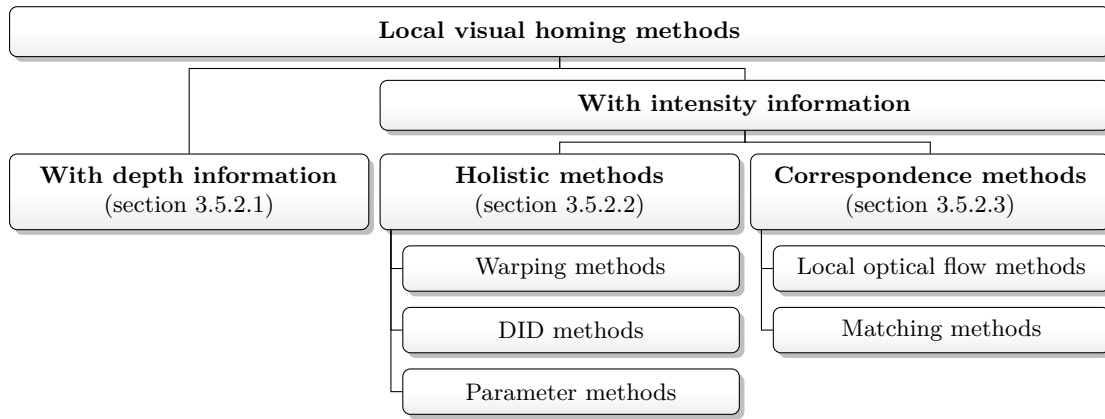 Local visual homing methods
With intensity information
With depth information
(section 3.5.2.1)
Holistic methods
(section 3.5.2.2)
Correspondence methods
(section 3.5.2.3)
Warping methods
DID methods
Parameter methods
Local optical flow methods
Matching methods